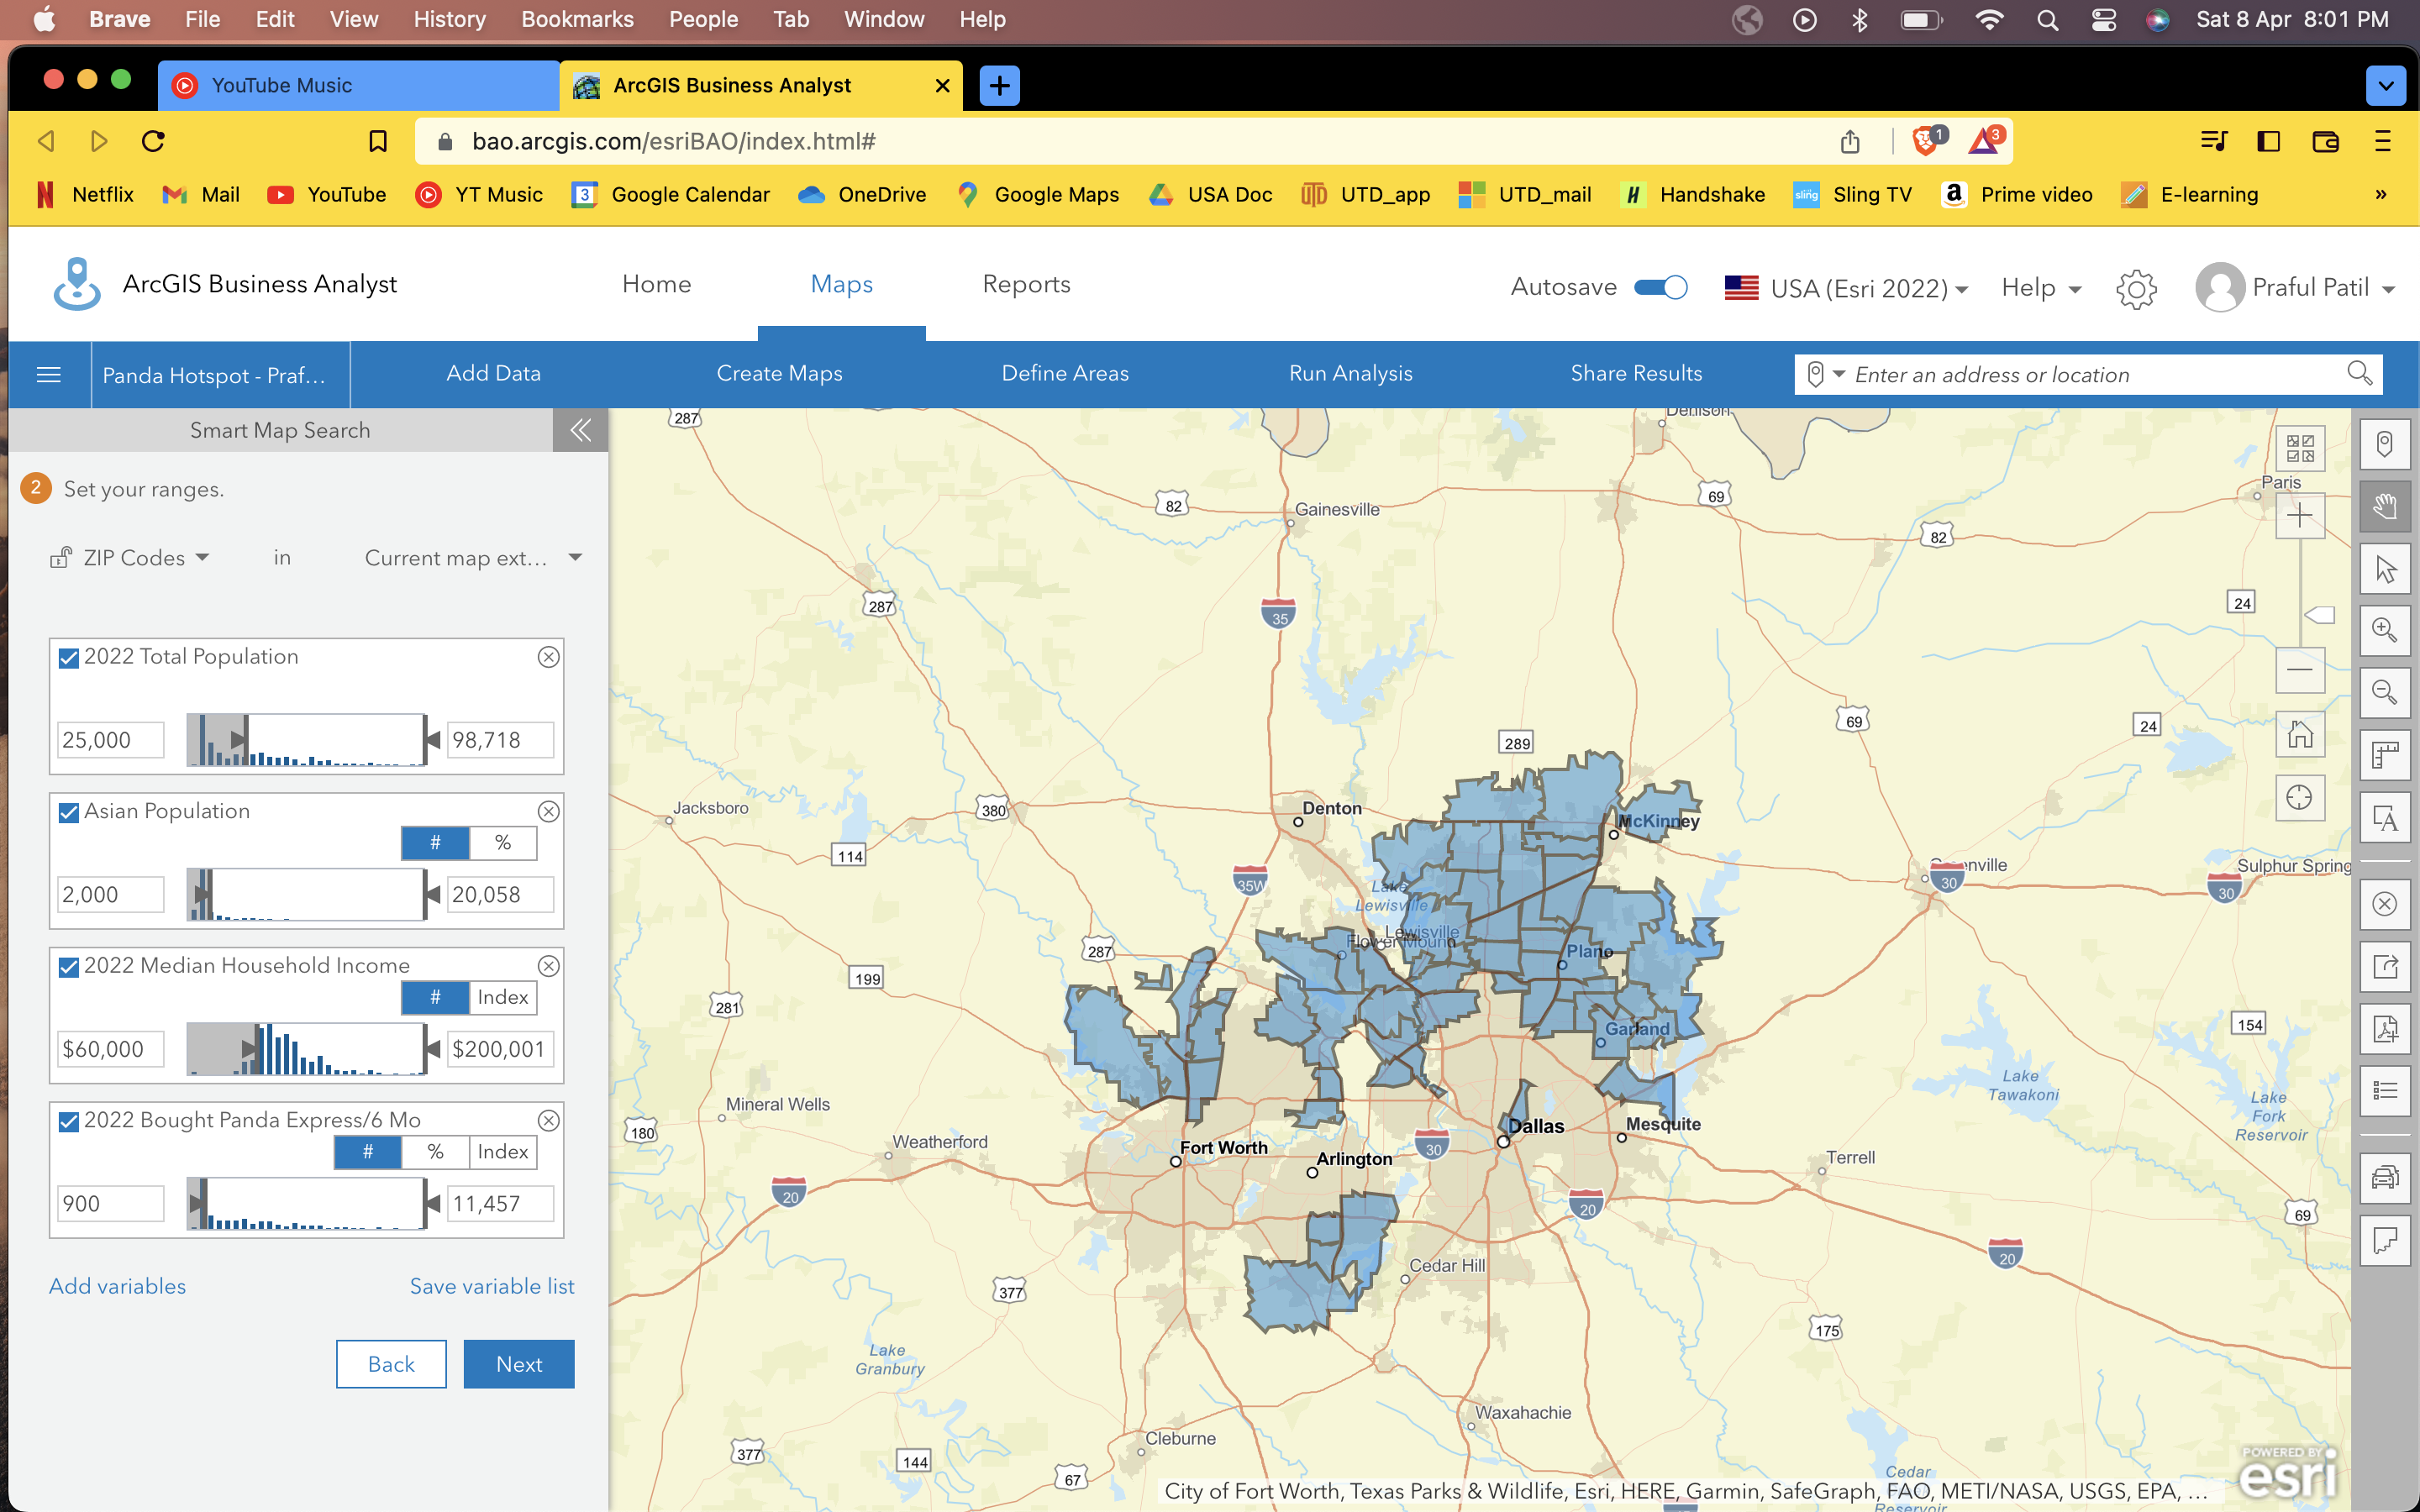 Brave File Edit View History Bookmarks People Tab Window Help Sat 8 Apr 8:01 PM
YouTube Music
ArcGIS Business Analyst
bao.arcgis.com/esriBAO/index.html#
1
3
Netflix Mail YouTube YT Music 3 Google Calendar OneDrive Google Maps USA Doc UTD_app UTD_mail Handshake sling Sling TV Prime video E-learning »
ArcGIS Business Analyst Home Maps Reports Autosave USA (Esri 2022) Help Praful Patil
Panda Hotspot - Praf... Add Data Create Maps Define Areas Run Analysis Share Results Enter an address or location
Smart Map Search
2 Set your ranges.
ZIP Codes in Current map ext...
2022 Total Population
25,000 98,718
Asian Population
# %
2,000 20,058
2022 Median Household Income
# Index
$60,000 $200,001
2022 Bought Panda Express/6 Mo
# % Index
900 11,457
Add variables Save variable list
Back Next
287
Denison
Paris
82
Gainesville
69
82
287
35
24
289
69
24
Jacksboro
380
Denton
McKinney
114
35W
Lake
Lewisville
30
Sulphur Spring
30
287
Lewisville
Flower Mound
Plano
199
281
Garland
154
Lake
Tawakoni
Lake
Fork
Reservoir
Mineral Wells
180
Weatherford
Fort Worth
Arlington
30
Dallas
Mesquite
Terrell
20
20
69
20
Cedar Hill
377
175
Lake
Granbury
Waxahachie
Cleburne
377
144
67
Cedar
Reservoir
POWERED BY
esri
City of Fort Worth, Texas Parks & Wildlife, Esri, HERE, Garmin, SafeGraph, FAO, METI/NASA, USGS, EPA, ...